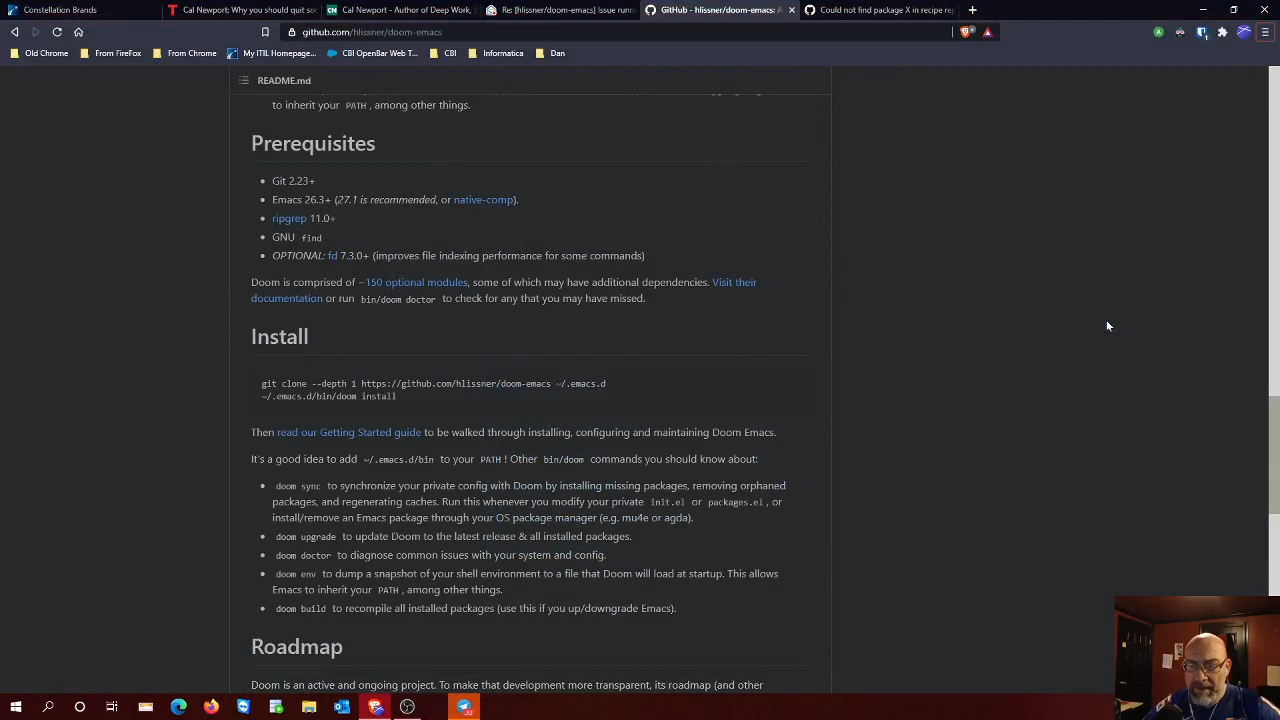 Constellation Brands
Cal Newport: Why you should quit soc
CN Cal Newport - Author of Deep Work, S
Re: [hlissner/doom-emacs] Issue runn
GitHub - hlissner/doom-emacs: A
Could not find package X in recipe rep
github.com/hlissner/doom-emacs
Old Chrome
From FireFox
From Chrome
My ITIL Homepage...
CBI OpenBar Web T...
CBI
Informatica
Dan
README.md
to inherit your PATH , among other things.
Prerequisites
Git 2.23+
Emacs 26.3+ (27.1 is recommended, or native-comp).
ripgrep 11.0+
GNU find
OPTIONAL: fd 7.3.0+ (improves file indexing performance for some commands)
Doom is comprised of ~150 optional modules, some of which may have additional dependencies. Visit their
documentation or run bin/doom doctor to check for any that you may have missed.
Install
git clone --depth 1 https://github.com/hlissner/doom-emacs ~/.emacs.d
~/.emacs.d/bin/doom install
Then read our Getting Started guide to be walked through installing, configuring and maintaining Doom Emacs.
It's a good idea to add ~/.emacs.d/bin to your PATH ! Other bin/doom commands you should know about:
doom sync to synchronize your private config with Doom by installing missing packages, removing orphaned
packages, and regenerating caches. Run this whenever you modify your private init.el or packages.el , or
install/remove an Emacs package through your OS package manager (e.g. mu4e or agda).
doom upgrade to update Doom to the latest release & all installed packages.
doom doctor to diagnose common issues with your system and config.
doom env to dump a snapshot of your shell environment to a file that Doom will load at startup. This allows
Emacs to inherit your PATH , among other things.
doom build to recompile all installed packages (use this if you up/downgrade Emacs).
Roadmap
Doom is an active and ongoing project. To make that development more transparent, its roadmap (and other